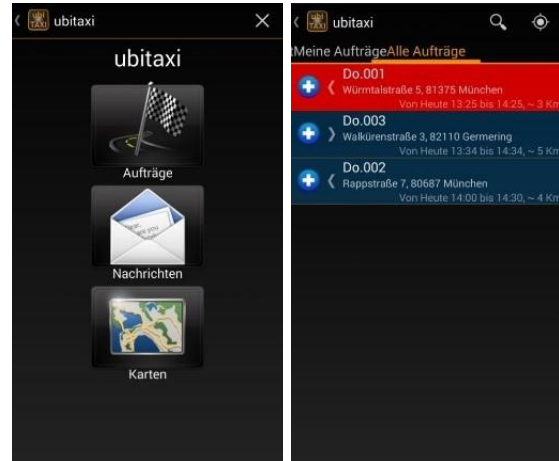 ubitaxi
ubitaxi
Aufträge
Nachrichten
Karten
ubitaxi
Meine Aufträge Alle Aufträge
Do.001
Würmtalstraße 5, 81375 München
Von Heute 13:25 bis 14:25, ~ 3 Km
Do.003
Walkürenstraße 3, 82110 Germering
Von Heute 13:34 bis 14:34, ~ 5 Km
Do.002
Rappstraße 7, 80687 München
Von Heute 14:00 bis 14:30, ~ 4 Km